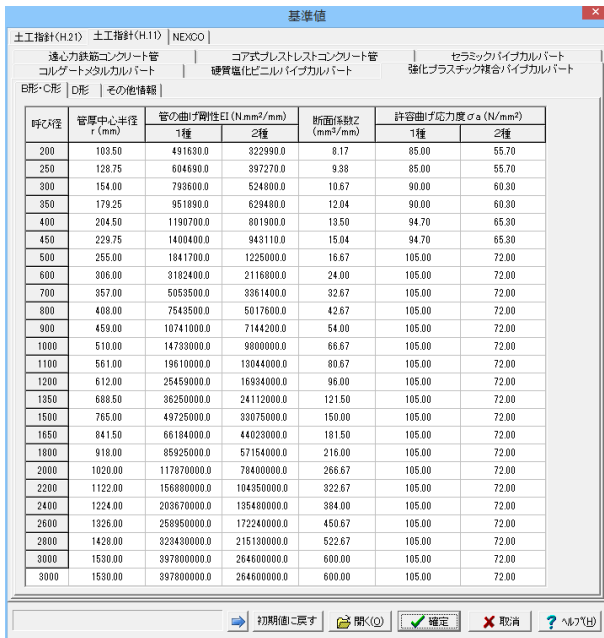 基準値
土工指針(H.21) 土工指針(H.11) NEXCO
遠心力鉄筋コンクリート管 コア式プレストレストコンクリート管 セラミックパイプカルバート
コルゲートメタルカルバート 硬質塩化ビニルパイプカルバート 強化プラスチック複合パイプカルバート
B形・C形 D形 その他情報
呼び径 管厚中心半径 r (mm) 管の曲げ剛性EI(N.mm²/mm) 断面係数Z (mm³/mm) 許容曲げ応力度σa (N/mm²)
1種 2種 1種 2種
200 103.50 491630.0 322990.0 8.17 85.00 55.70
250 128.75 604690.0 397270.0 9.38 85.00 55.70
300 154.00 793600.0 524800.0 10.67 90.00 60.30
350 179.25 951890.0 629480.0 12.04 90.00 60.30
400 204.50 1190700.0 801900.0 13.50 94.70 65.30
450 229.75 1400400.0 943110.0 15.04 94.70 65.30
500 255.00 1841700.0 1225000.0 16.67 105.00 72.00
600 306.00 3182400.0 2116800.0 24.00 105.00 72.00
700 357.00 5053500.0 3361400.0 32.67 105.00 72.00
800 408.00 7543500.0 5017600.0 42.67 105.00 72.00
900 459.00 10741000.0 7144200.0 54.00 105.00 72.00
1000 510.00 14733000.0 9800000.0 66.67 105.00 72.00
1100 561.00 19610000.0 13044000.0 80.67 105.00 72.00
1200 612.00 25459000.0 16934000.0 96.00 105.00 72.00
1350 688.50 36250000.0 24112000.0 121.50 105.00 72.00
1500 765.00 49725000.0 33075000.0 150.00 105.00 72.00
1650 841.50 66184000.0 44023000.0 181.50 105.00 72.00
1800 918.00 85925000.0 57154000.0 216.00 105.00 72.00
2000 1020.00 117870000.0 78400000.0 266.67 105.00 72.00
2200 1122.00 156880000.0 104350000.0 322.67 105.00 72.00
2400 1224.00 203670000.0 135480000.0 384.00 105.00 72.00
2600 1326.00 258950000.0 172240000.0 450.67 105.00 72.00
2800 1428.00 323430000.0 215130000.0 522.67 105.00 72.00
3000 1530.00 397800000.0 264600000.0 600.00 105.00 72.00
3000 1530.00 397800000.0 264600000.0 600.00 105.00 72.00
初期値に戻す 開く(O) 確定 取消 ヘルプ(H)